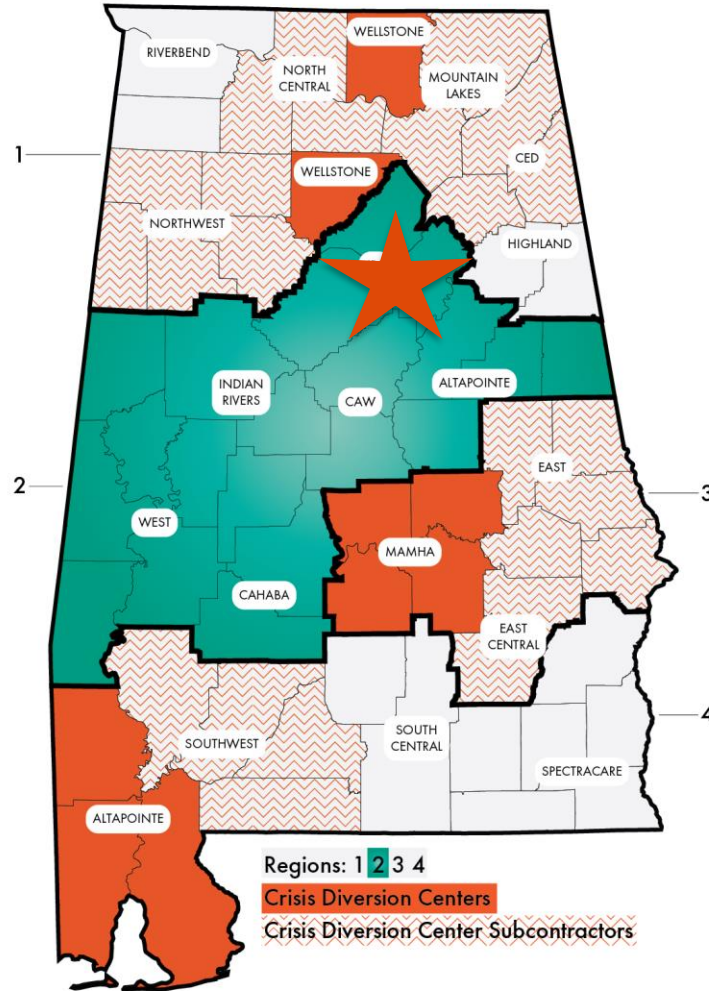 WELLSTONE
RIVERBEND
NORTH
CENTRAL
MOUNTAIN
LAKES
1
WELLSTONE
CED
NORTHWEST
HIGHLAND
INDIAN
RIVERS
CAW
ALTAPOINTE
2
EAST
3
WEST
MAMHA
CAHABA
EAST
CENTRAL
4
SOUTHWEST
SOUTH
CENTRAL
SPECTRACARE
ALTAPOINTE
Regions: 1 2 3 4
Crisis Diversion Centers
Crisis Diversion Center Subcontractors